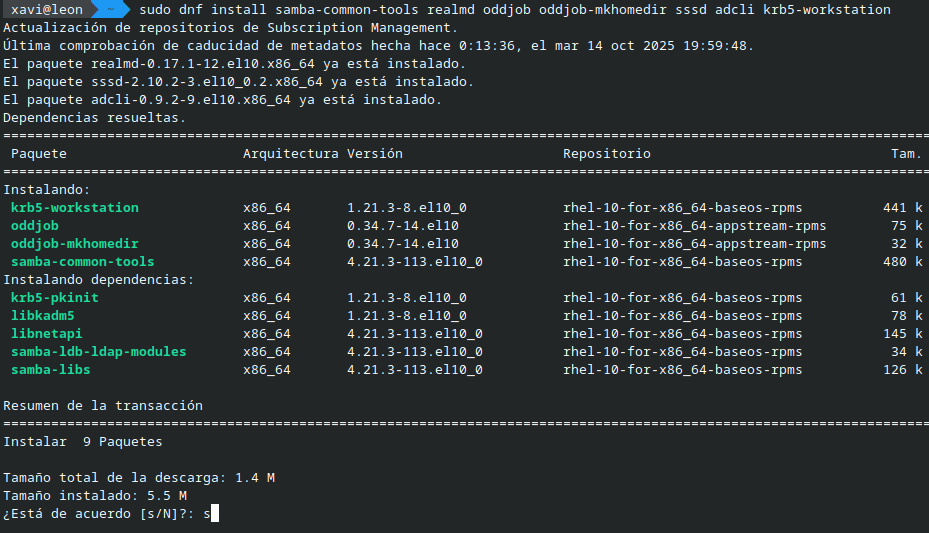 xavi@leon ~ sudo dnf install samba-common-tools realmd oddjob oddjob-mkhomedir sssd adcli krb5-workstation
Actualización de repositorios de Subscription Management.
Última comprobación de caducidad de metadatos hecha hace 0:13:36, el mar 14 oct 2025 19:59:48.
El paquete realmd-0.17.1-12.el10.x86_64 ya está instalado.
El paquete sssd-2.10.2-3.el10_0.2.x86_64 ya está instalado.
El paquete adcli-0.9.2-9.el10.x86_64 ya está instalado.
Dependencias resueltas.
====================================================================================================================
Paquete Arquitectura Versión Repositorio Tam.
====================================================================================================================
Instalando:
krb5-workstation x86_64 1.21.3-8.el10_0 rhel-10-for-x86_64-baseos-rpms 441 k
oddjob x86_64 0.34.7-14.el10 rhel-10-for-x86_64-appstream-rpms 75 k
oddjob-mkhomedir x86_64 0.34.7-14.el10 rhel-10-for-x86_64-appstream-rpms 32 k
samba-common-tools x86_64 4.21.3-113.el10_0 rhel-10-for-x86_64-baseos-rpms 480 k
Instalando dependencias:
krb5-pkinit x86_64 1.21.3-8.el10_0 rhel-10-for-x86_64-baseos-rpms 61 k
libkadm5 x86_64 1.21.3-8.el10_0 rhel-10-for-x86_64-baseos-rpms 78 k
libnetapi x86_64 4.21.3-113.el10_0 rhel-10-for-x86_64-baseos-rpms 145 k
samba-ldb-ldap-modules x86_64 4.21.3-113.el10_0 rhel-10-for-x86_64-baseos-rpms 34 k
samba-libs x86_64 4.21.3-113.el10_0 rhel-10-for-x86_64-baseos-rpms 126 k
Resumen de la transacción
====================================================================================================================
Instalar 9 Paquetes
Tamaño total de la descarga: 1.4 M
Tamaño instalado: 5.5 M
¿Está de acuerdo [s/N]?: s